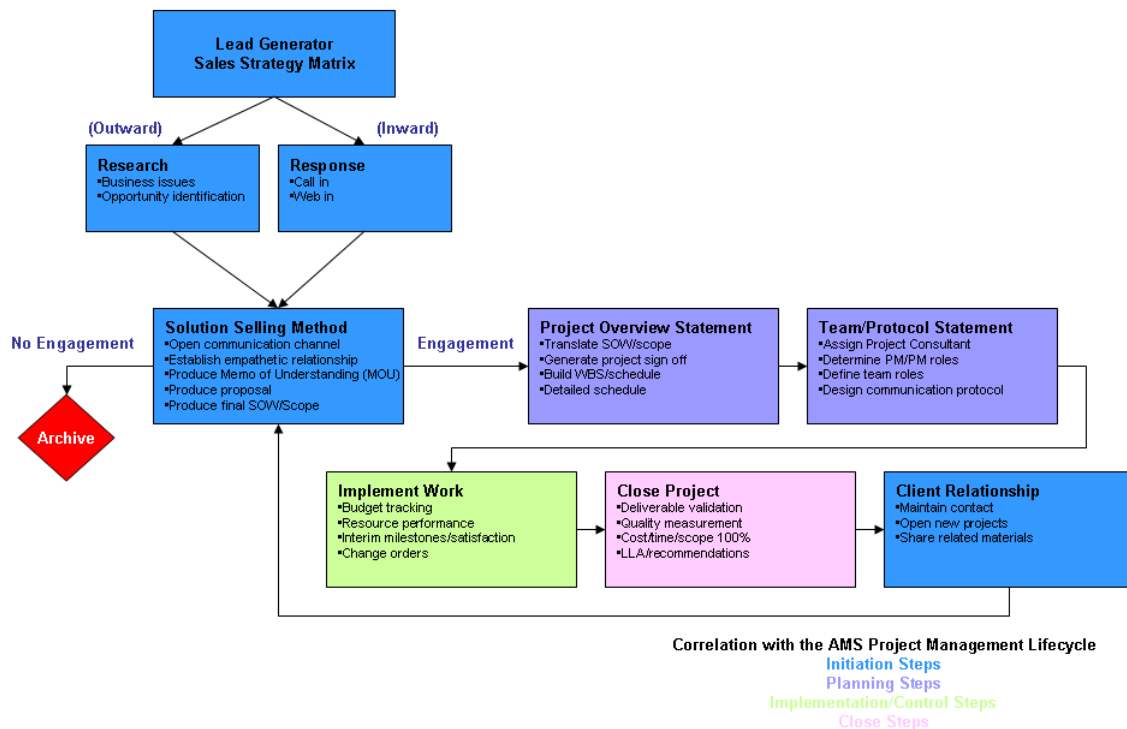 Lead Generator
Sales Strategy Matrix
(Outward)
(Inward)
Research
▪Business issues
▪Opportunity identification
Response
▪Call in
▪Web in
No Engagement
Archive
Solution Selling Method
▪Open communication channel
▪Establish empathetic relationship
▪Produce Memo of Understanding (MOU)
▪Produce proposal
▪Produce final SOW/Scope
Engagement
Project Overview Statement
▪Translate SOW/scope
▪Generate project sign off
▪Build WBS/schedule
▪Detailed schedule
Team/Protocol Statement
▪Assign Project Consultant
▪Determine PM/PM roles
▪Define team roles
▪Design communication protocol
Implement Work
▪Budget tracking
▪Resource performance
▪Interim milestones/satisfaction
▪Change orders
Close Project
▪Deliverable validation
▪Quality measurement
▪Cost/time/scope 100%
▪LLA/recommendations
Client Relationship
▪Maintain contact
▪Open new projects
▪Share related materials
Correlation with the AMS Project Management Lifecycle
Initiation Steps
Planning Steps
Implementation/Control Steps
Close Steps